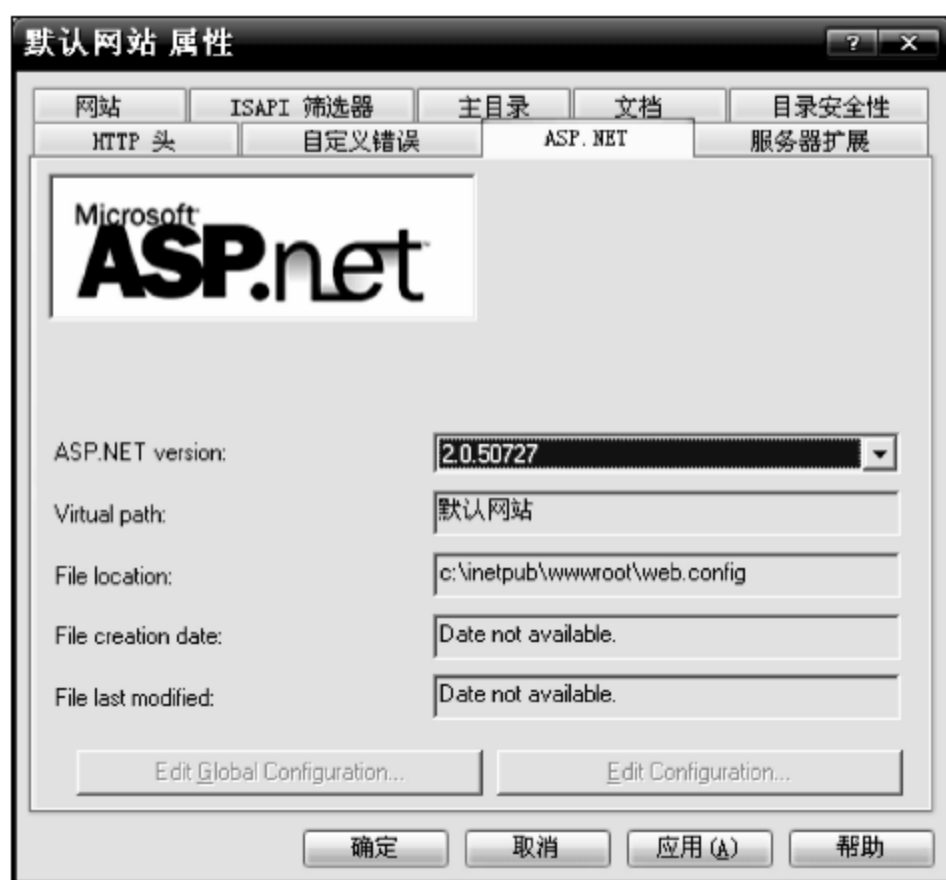 默认网站 属性
网站 ISAPI 筛选器 主目录 文档 目录安全性
HTTP 头 自定义错误 ASP.NET 服务器扩展
Microsoft
ASP.net
ASP.NET version: 2.0.50727
Virtual path: 默认网站
File location: c:\inetpub\wwwroot\web.config
File creation date: Date not available.
File last modified: Date not available.
Edit Global Configuration... Edit Configuration...
确定 取消 应用(A) 帮助